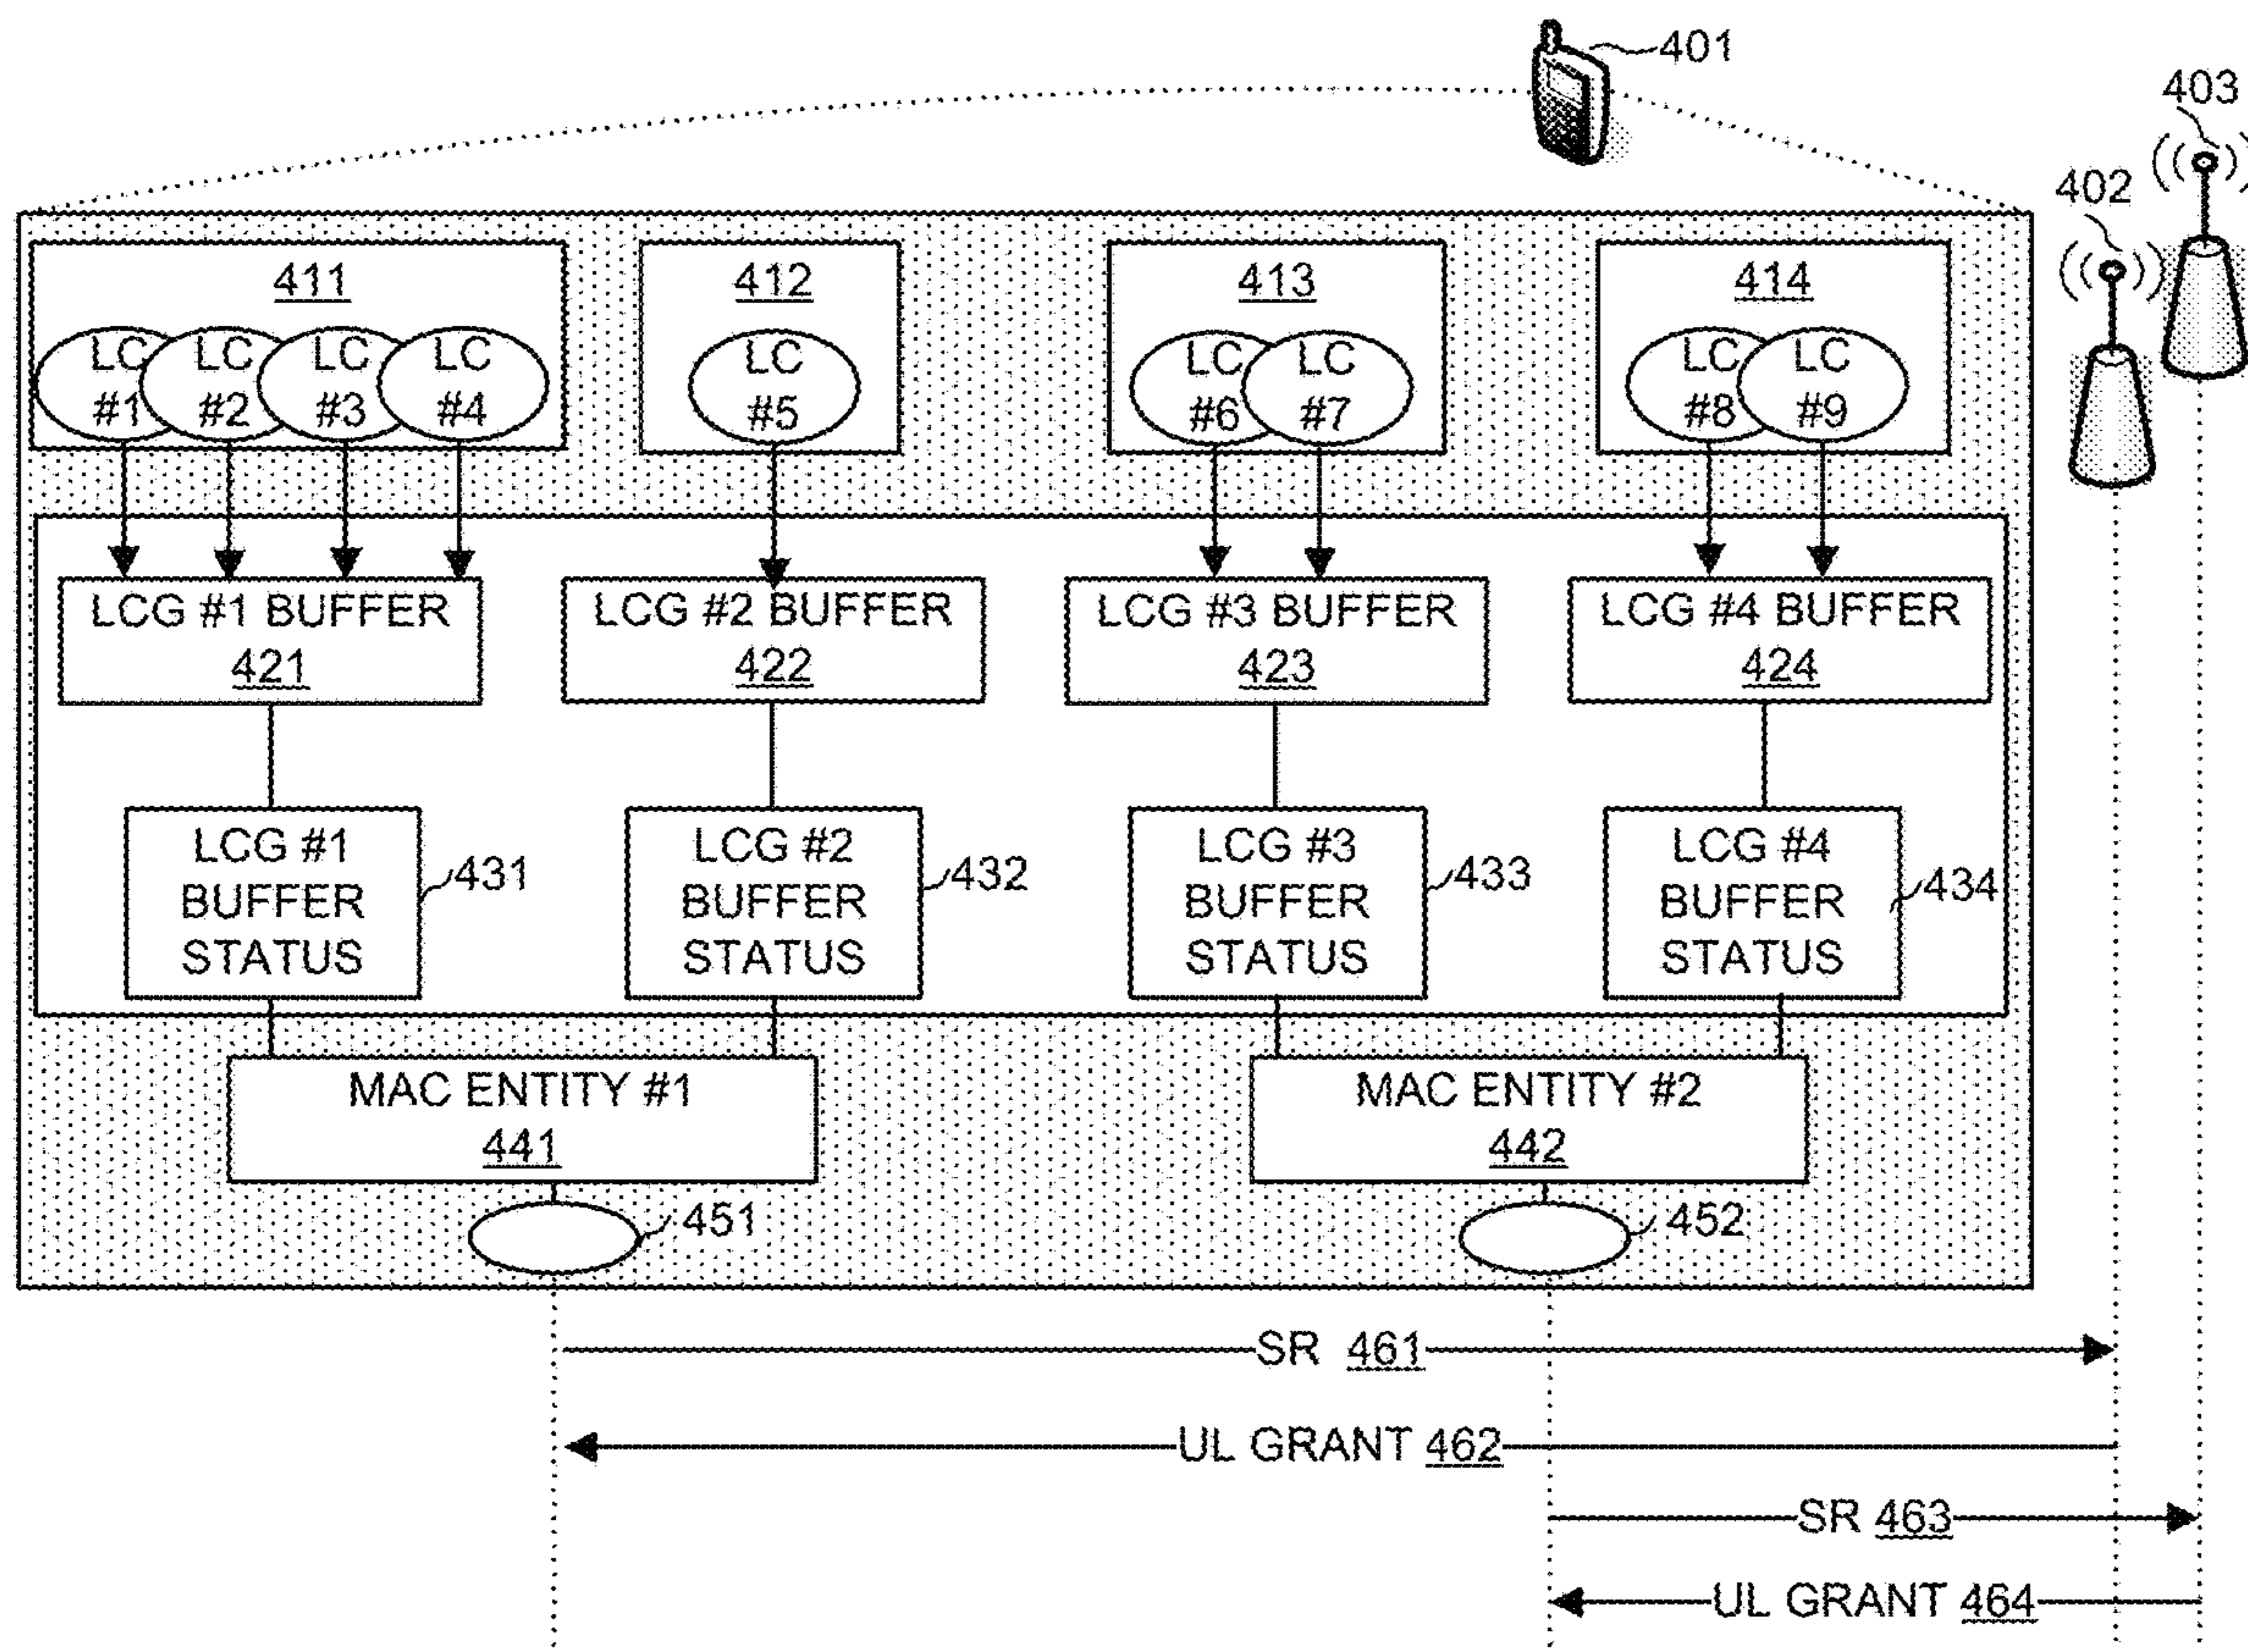 401
403
402
411
412
413
414
LC #1
LC #2
LC #3
LC #4
LC #5
LC #6
LC #7
LC #8
LC #9
LCG #1 BUFFER
421
LCG #2 BUFFER
422
LCG #3 BUFFER
423
LCG #4 BUFFER
424
LCG #1
BUFFER
STATUS
431
LCG #2
BUFFER
STATUS
432
LCG #3
BUFFER
STATUS
433
LCG #4
BUFFER
STATUS
434
MAC ENTITY #1
441
MAC ENTITY #2
442
451
452
SR 461
UL GRANT 462
SR 463
UL GRANT 464